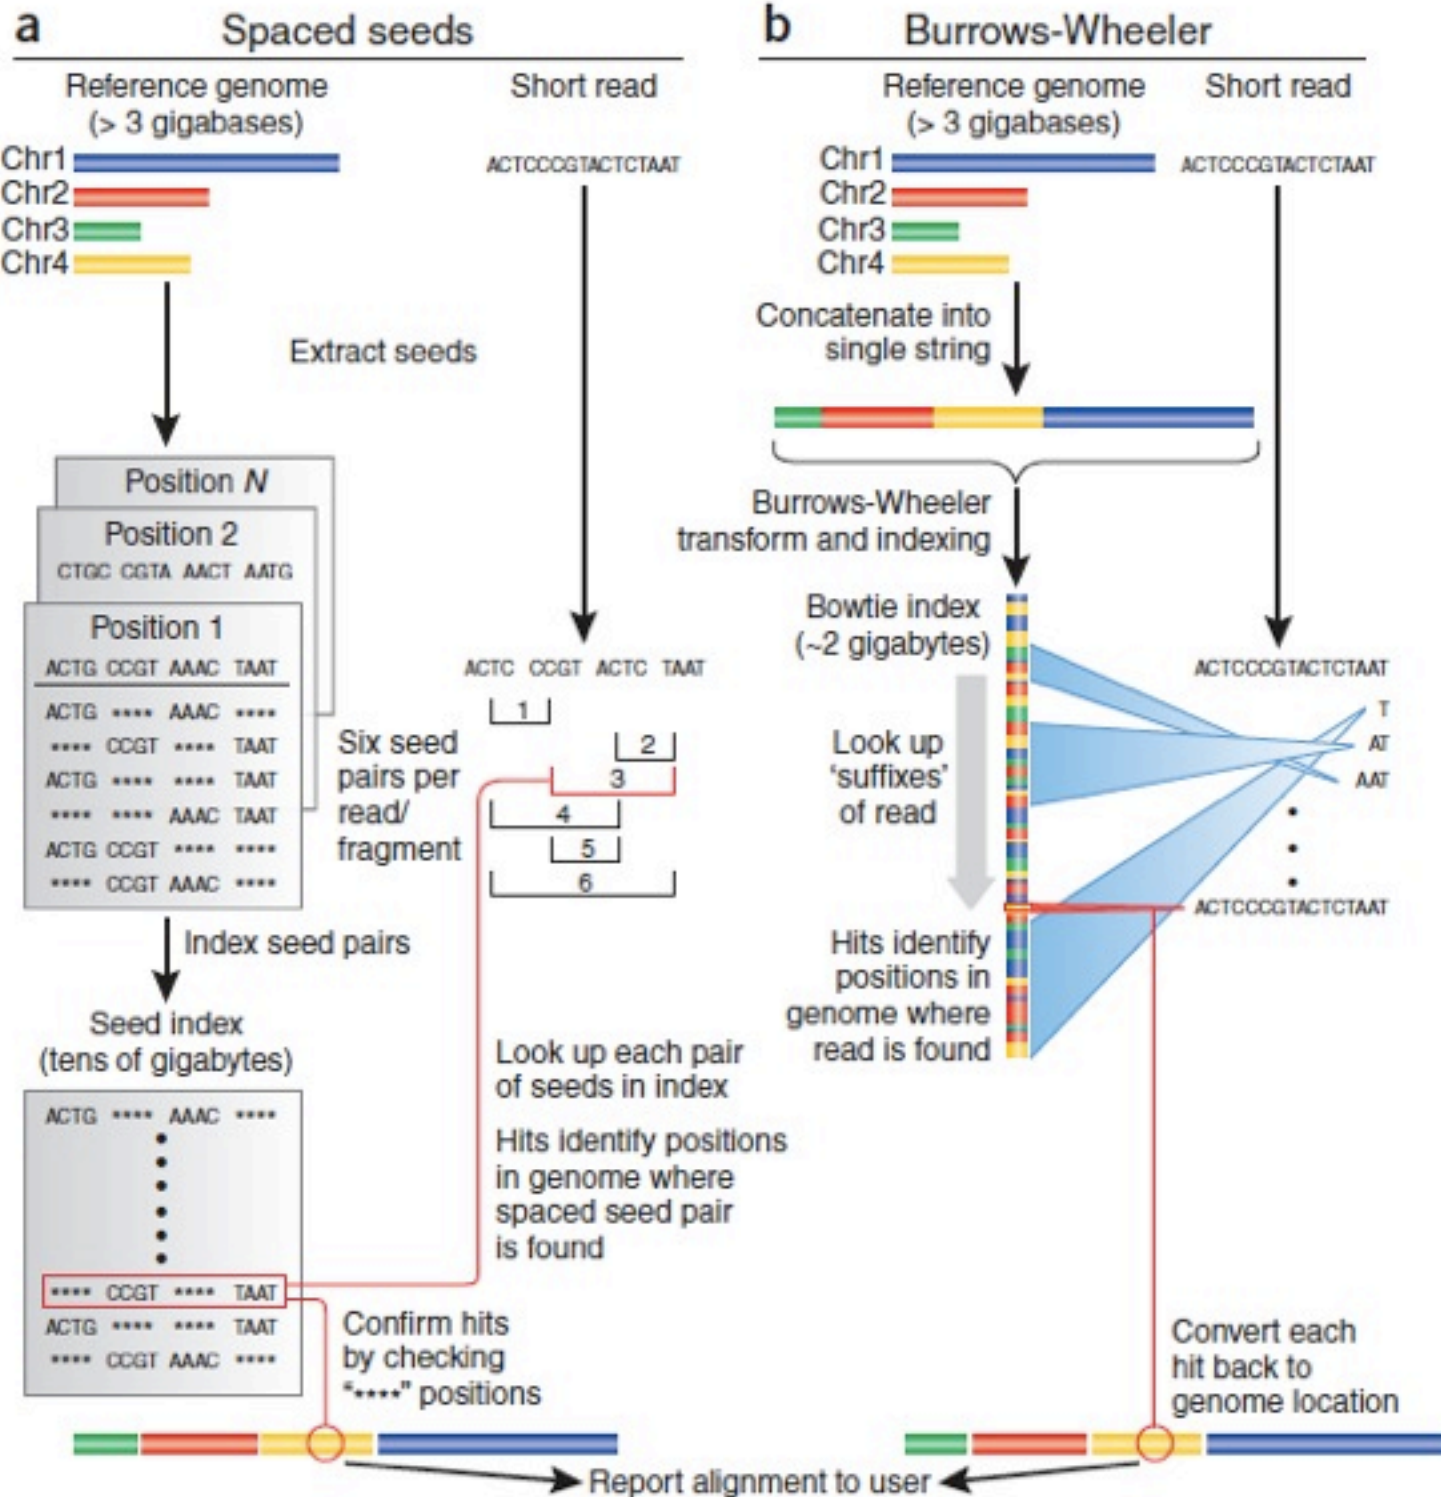 a Spaced seeds
Reference genome
(> 3 gigabases)
Short read
Chr1
Chr2
Chr3
Chr4
ACTCCCGTACTCTAAT
Extract seeds
Position N
Position 2
CTGC CGTA AACT AATG
Position 1
ACTG CCGT AAAC TAAT
ACTG **** AAAC ****
**** CCGT **** TAAT
ACTG **** **** TAAT
**** **** AAAC TAAT
ACTG CCGT **** ****
**** CCGT AAAC ****
ACTC CCGT ACTC TAAT
1
2
3
4
5
6
Six seed
pairs per
read/
fragment
Index seed pairs
Seed index
(tens of gigabytes)
ACTG **** AAAC ****
**** CCGT **** TAAT
ACTG **** **** TAAT
**** CCGT AAAC ****
Look up each pair
of seeds in index
Hits identify positions
in genome where
spaced seed pair
is found
Confirm hits
by checking
"****" positions
b Burrows-Wheeler
Reference genome
(> 3 gigabases)
Short read
Chr1
Chr2
Chr3
Chr4
ACTCCCGTACTCTAAT
Concatenate into
single string
Burrows-Wheeler
transform and indexing
Bowtie index
(~2 gigabytes)
ACTCCCGTACTCTAAT
T
AT
AAT
Look up
'suffixes'
of read
ACTCCCGTACTCTAAT
Hits identify
positions in
genome where
read is found
Convert each
hit back to
genome location
Report alignment to user